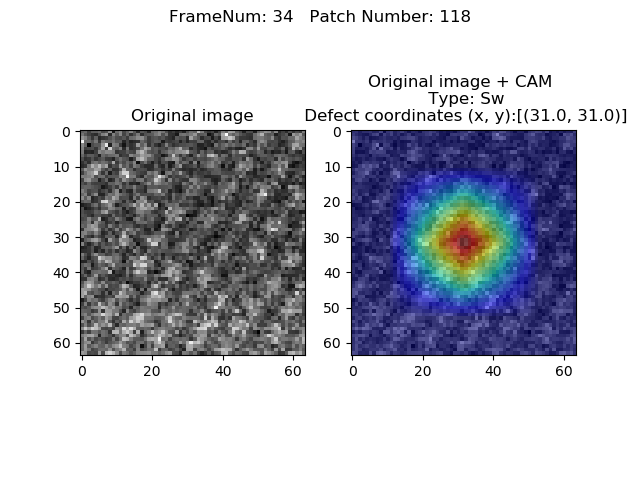 FrameNum: 34   Patch Number: 118
Original image
Original image + CAM
Type: Sw
Defect coordinates (x, y):[(31.0, 31.0)]
0
10
20
30
40
50
60
0 20 40 60
0
10
20
30
40
50
60
0 20 40 60